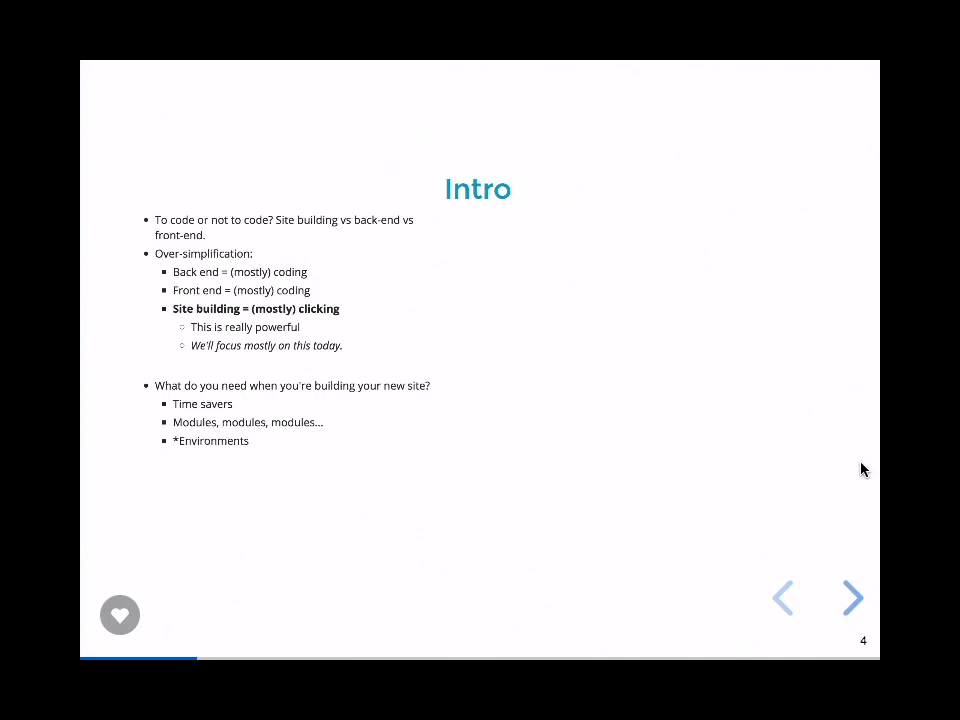 Intro
To code or not to code? Site building vs back-end vs
front-end.
Over-simplification:
Back end = (mostly) coding
Front end = (mostly) coding
Site building = (mostly) clicking
This is really powerful
We'll focus mostly on this today.
What do you need when you're building your new site?
Time savers
Modules, modules, modules...
*Environments
4